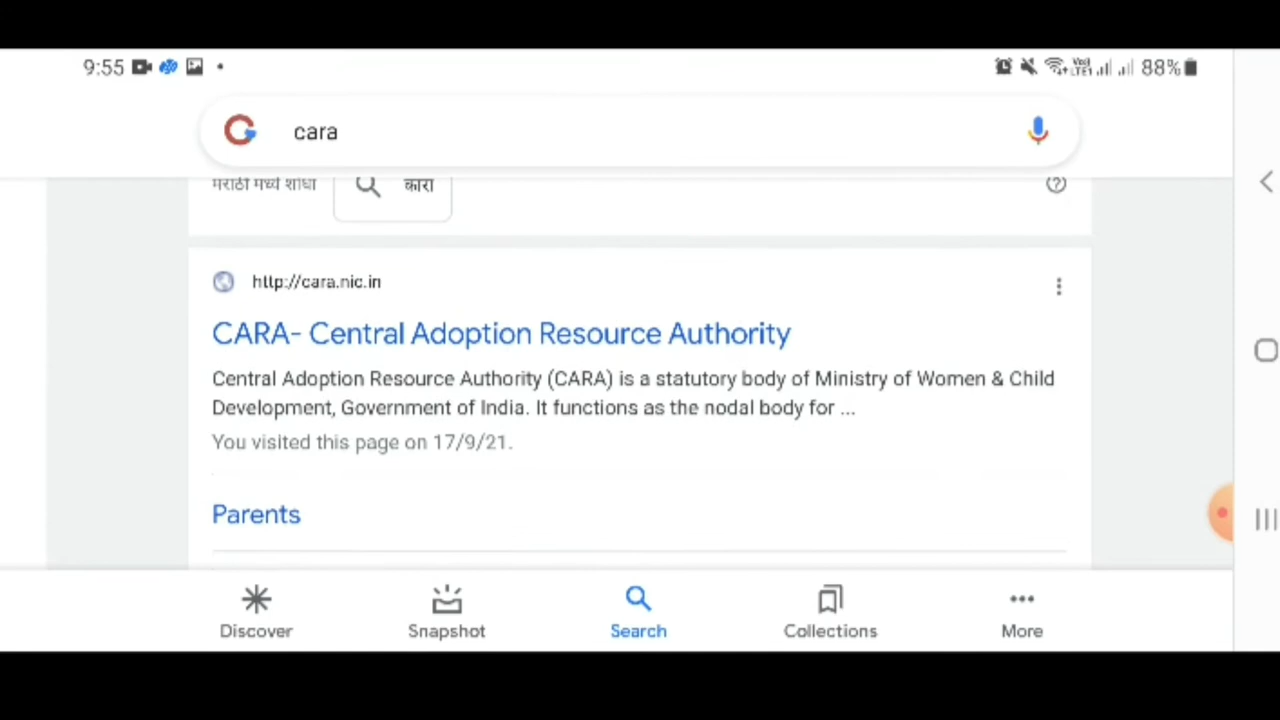 9:55
88%
cara
मराठी मध्ये शोधा कारा
http://cara.nic.in
CARA- Central Adoption Resource Authority
Central Adoption Resource Authority (CARA) is a statutory body of Ministry of Women & Child
Development, Government of India. It functions as the nodal body for ...
You visited this page on 17/9/21.
Parents
Discover Snapshot Search Collections More